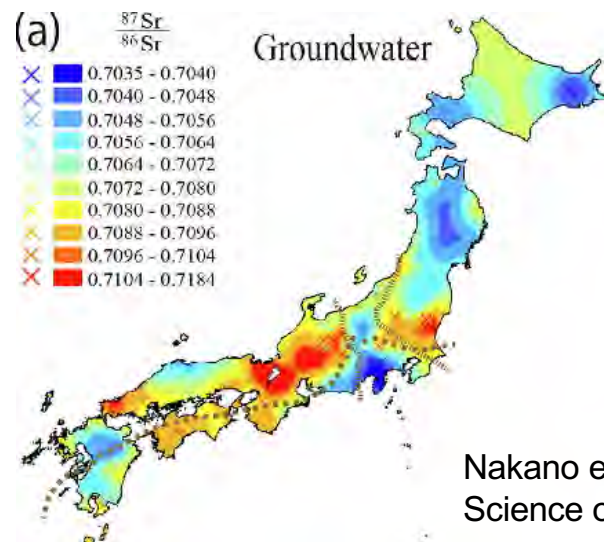 (a)
87Sr
86Sr
Groundwater
0.7035 - 0.7040
0.7040 - 0.7048
0.7048 - 0.7056
0.7056 - 0.7064
0.7064 - 0.7072
0.7072 - 0.7080
0.7080 - 0.7088
0.7088 - 0.7096
0.7096 - 0.7104
0.7104 - 0.7184
Nakano e
Science o